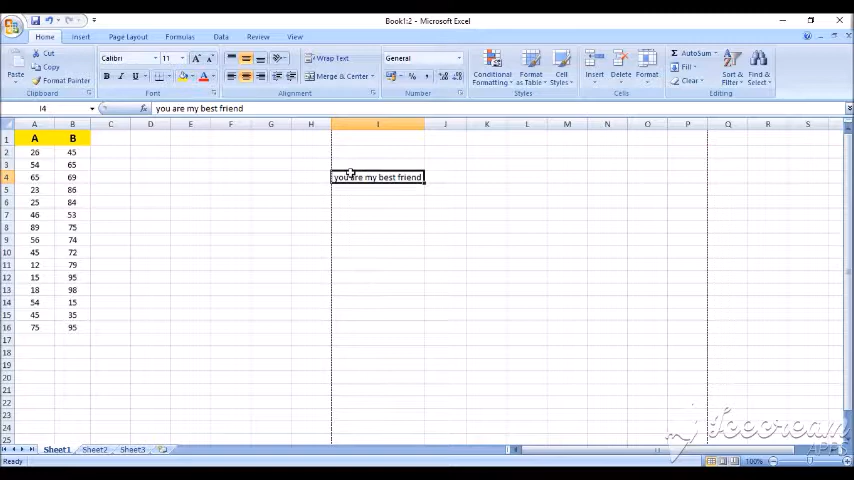 Book1:2 - Microsoft Excel
Home Insert Page Layout Formulas Data Review View
Paste
Cut
Copy
Format Painter
Clipboard
Calibri 11
B I U
Font
Wrap Text
Merge & Center
Alignment
General
Number
Conditional Formatting
Format as Table
Cell Styles
Styles
Insert Delete Format
Cells
AutoSum
Fill
Clear
Sort & Filter
Find & Select
Editing
I4 fx you are my best friend
A B C D E F G H I J K L M N O P Q R S
1 A B
2 26 45
3 54 65
4 65 69 you are my best friend
5 23 86
6 25 84
7 46 53
8 89 75
9 56 74
10 45 72
11 12 79
12 15 95
13 18 98
14 54 15
15 45 35
16 75 95
17
18
19
20
21
22
23
24
25
Icecream
APPS
Sheet1 Sheet2 Sheet3
Ready 100%